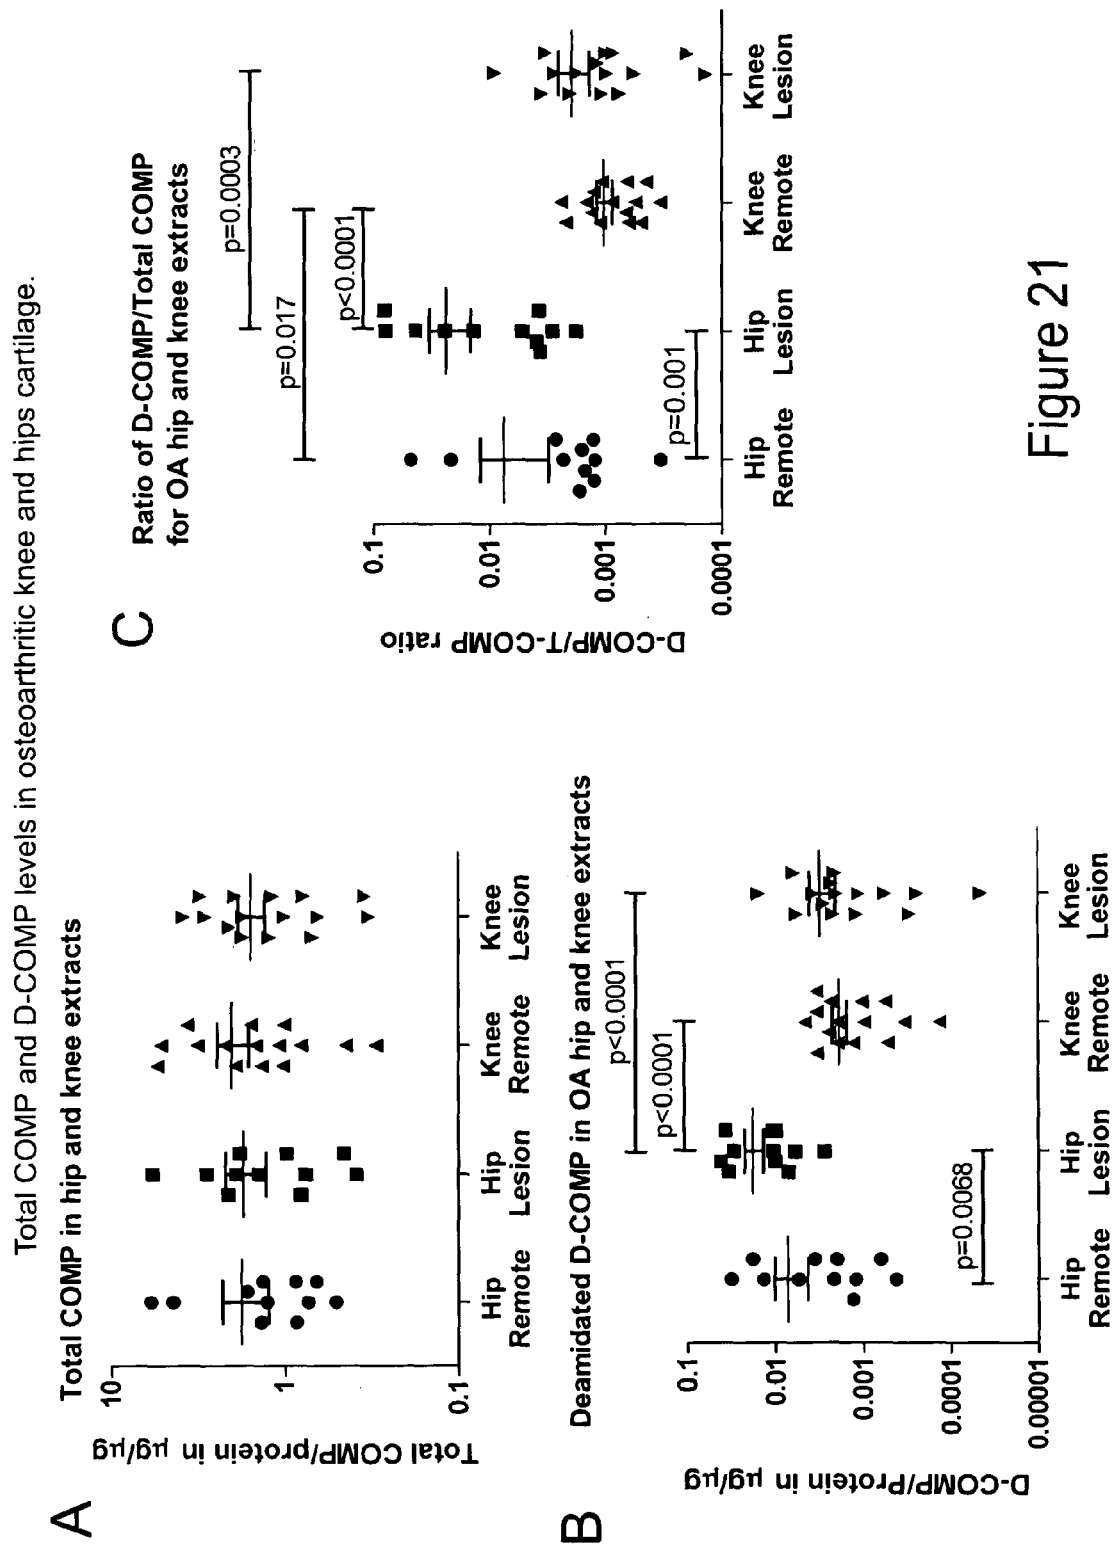 Total COMP and D-COMP levels in osteoarthritic knee and hips cartilage.
A
Total COMP in hip and knee extracts
Total COMP/protein in µg/µg
10
1
0.1
Hip
Remote
Hip
Lesion
Knee
Remote
Knee
Lesion
B
Deamidated D-COMP in OA hip and knee extracts
D-COMP/Protein in µg/µg
0.1
0.01
0.001
0.0001
0.00001
p<0.0001
p<0.0001
p=0.0068
Hip
Remote
Hip
Lesion
Knee
Remote
Knee
Lesion
C
Ratio of D-COMP/Total COMP
for OA hip and knee extracts
D-COMP/T-COMP ratio
0.1
0.01
0.001
0.0001
p=0.0003
p=0.017
p<0.0001
p=0.001
Hip
Remote
Hip
Lesion
Knee
Remote
Knee
Lesion
Figure 21